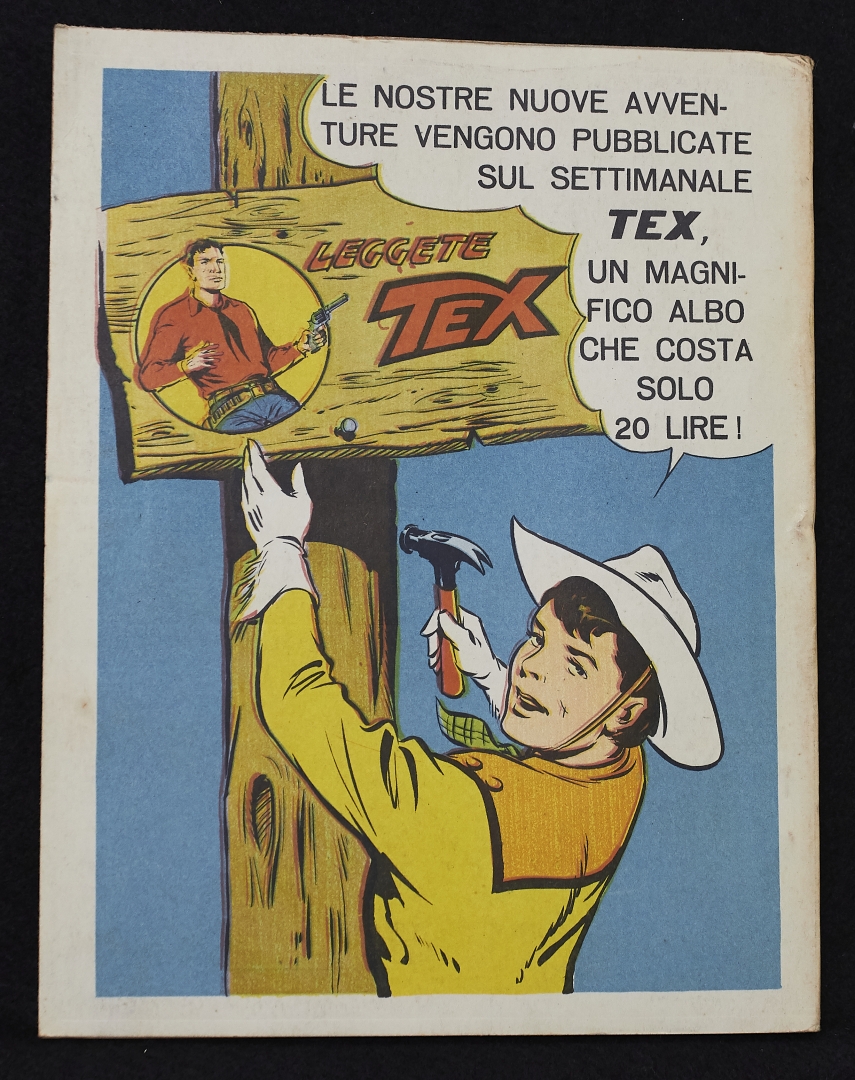 LE NOSTRE NUOVE AVVEN-
TURE VENGONO PUBBLICATE
SUL SETTIMANALE
TEX,
UN MAGNI-
FICO ALBO
CHE COSTA
SOLO
20 LIRE!
LEGGETE
TEX